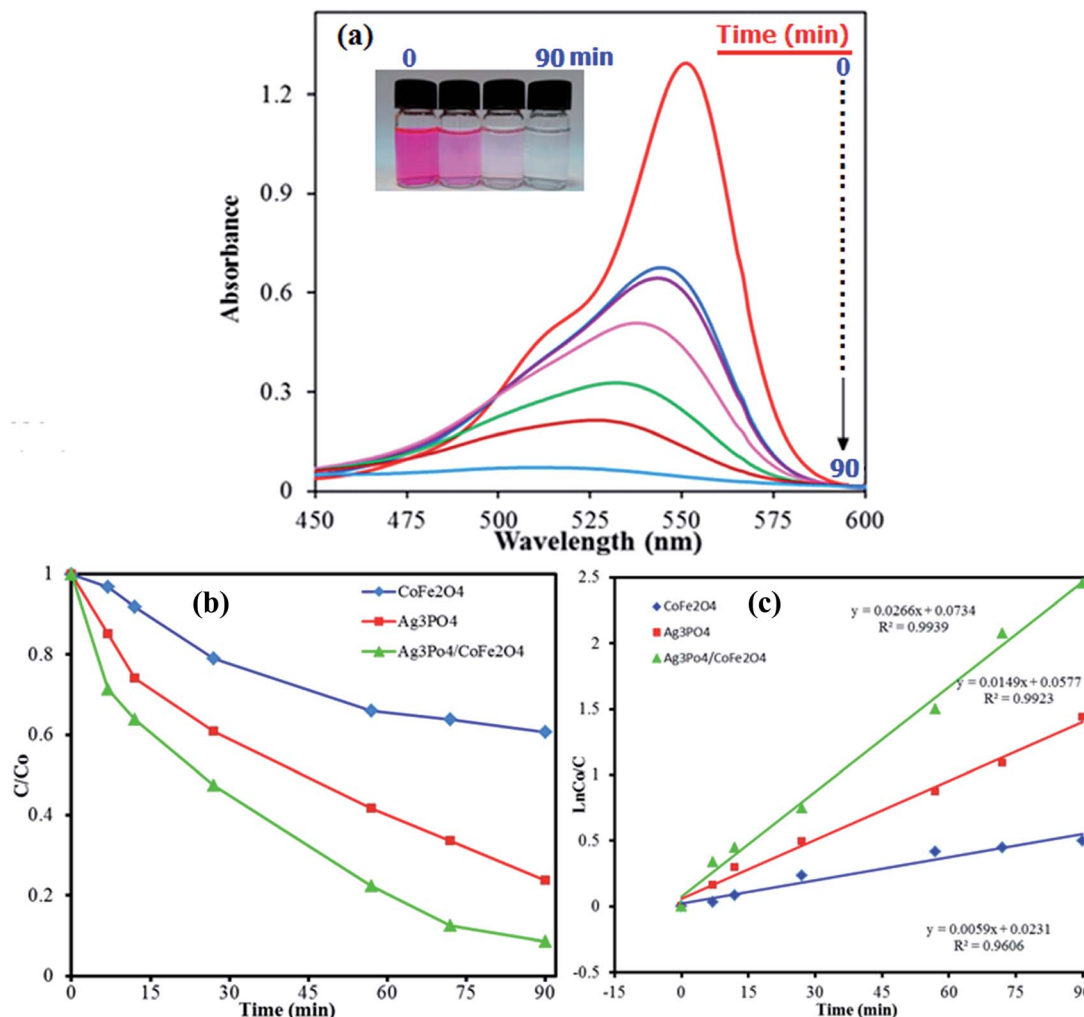 (a)
Time (min)
0
90 min
0
1.2
0.9
0.6
0.3
0
90
Absorbance
450
475
500
525
550
575
600
Wavelength (nm)
(b)
CoFe2O4
Ag3PO4
Ag3Po4/CoFe2O4
1
0.8
0.6
0.4
0.2
0
C/Co
0
15
30
45
60
75
90
Time (min)
(c)
CoFe2O4
Ag3PO4
Ag3Po4/CoFe2O4
y = 0.0266x + 0.0734
R² = 0.9939
y = 0.0149x + 0.0577
R² = 0.9923
y = 0.0059x + 0.0231
R² = 0.9606
2.5
2
1.5
1
0.5
0
-0.5
LnCo/C
-15
0
15
30
45
60
75
90
Time (min)